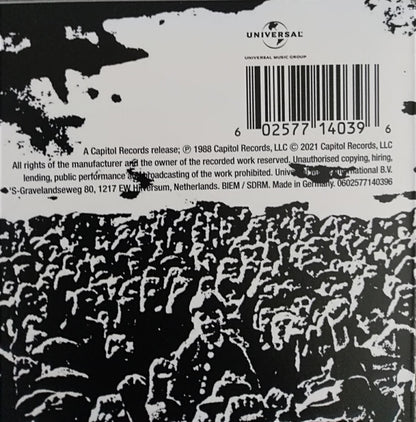 UNIVERSAL
UNIVERSAL MUSIC GROUP
6 02577 14039 6
A Capitol Records release; ℗ 1988 Capitol Records, LLC © 2021 Capitol Records, LLC
All rights of the manufacturer and the owner of the recorded work reserved. Unauthorised copying, hiring,
lending, public performance and broadcasting of the work prohibited. International B.V.
'S-Gravelandseweg 80, 1217 EW Hilversum, Netherlands. BIEM / SDRM. Made in Germany. 0602577140396